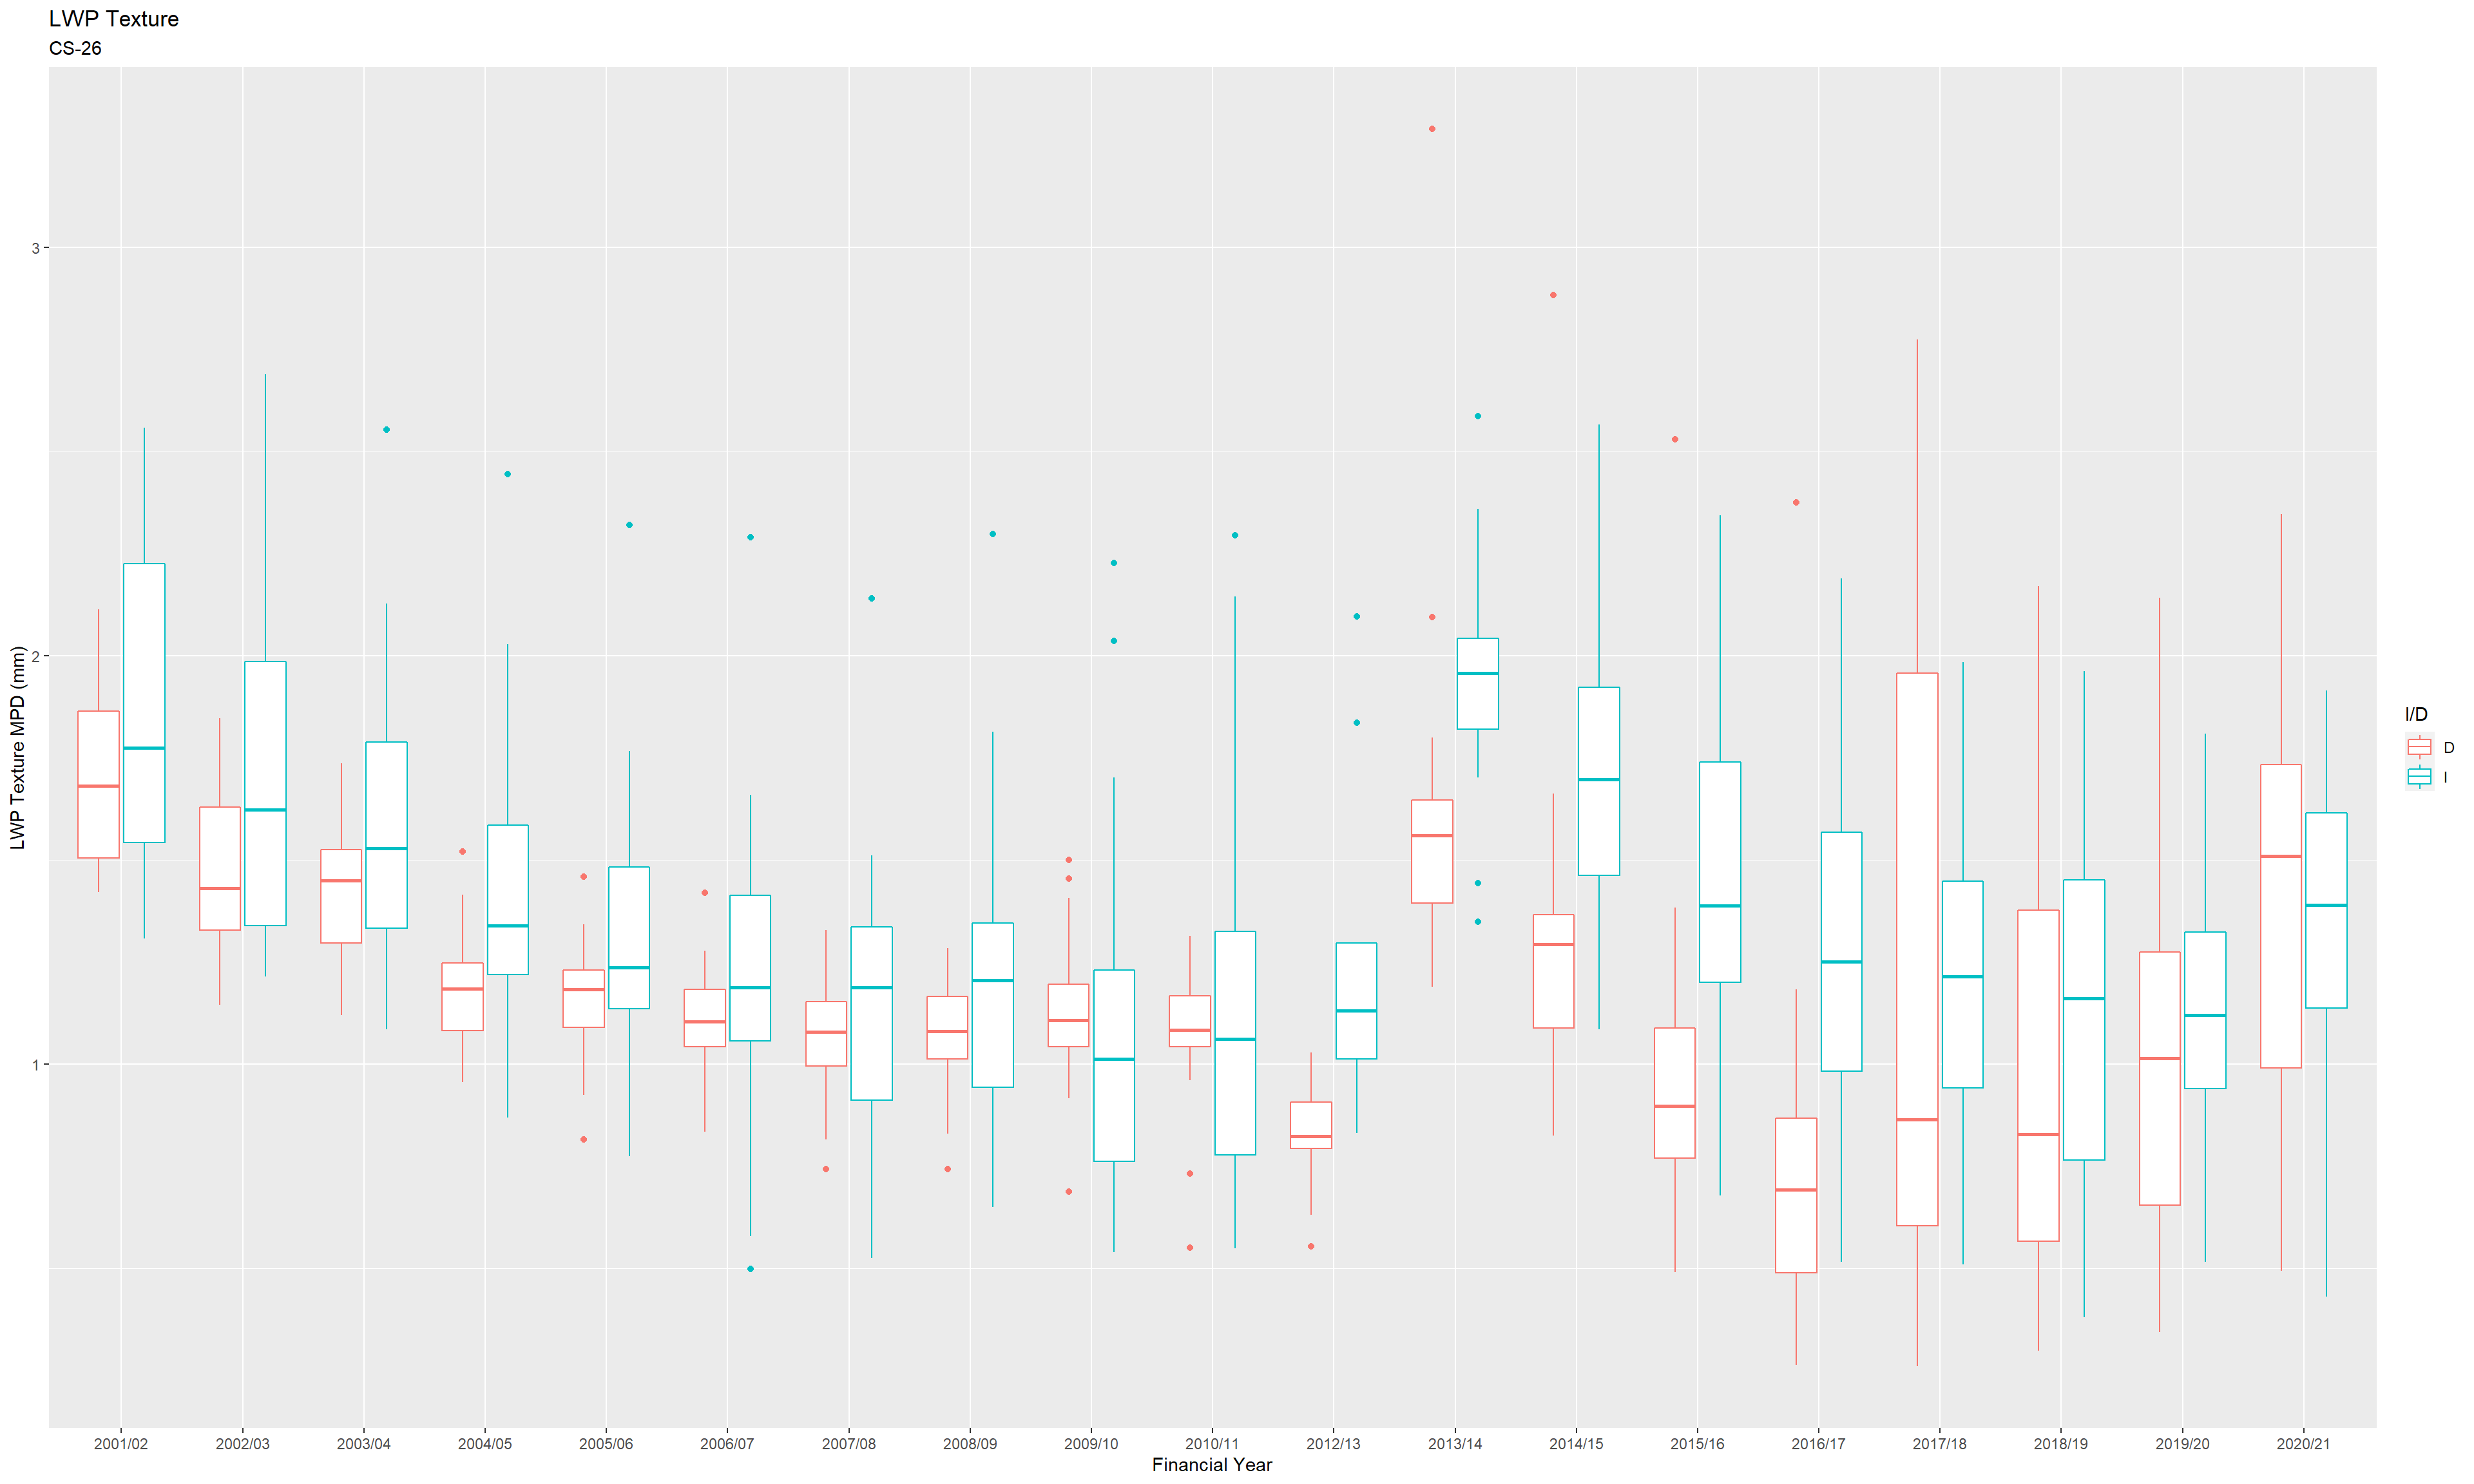 LWP Texture
CS-26
LWP Texture MPD (mm)
3
2
1
2001/02 2002/03 2003/04 2004/05 2005/06 2006/07 2007/08 2008/09 2009/10 2010/11 2012/13 2013/14 2014/15 2015/16 2016/17 2017/18 2018/19 2019/20 2020/21
Financial Year
I/D
D
I